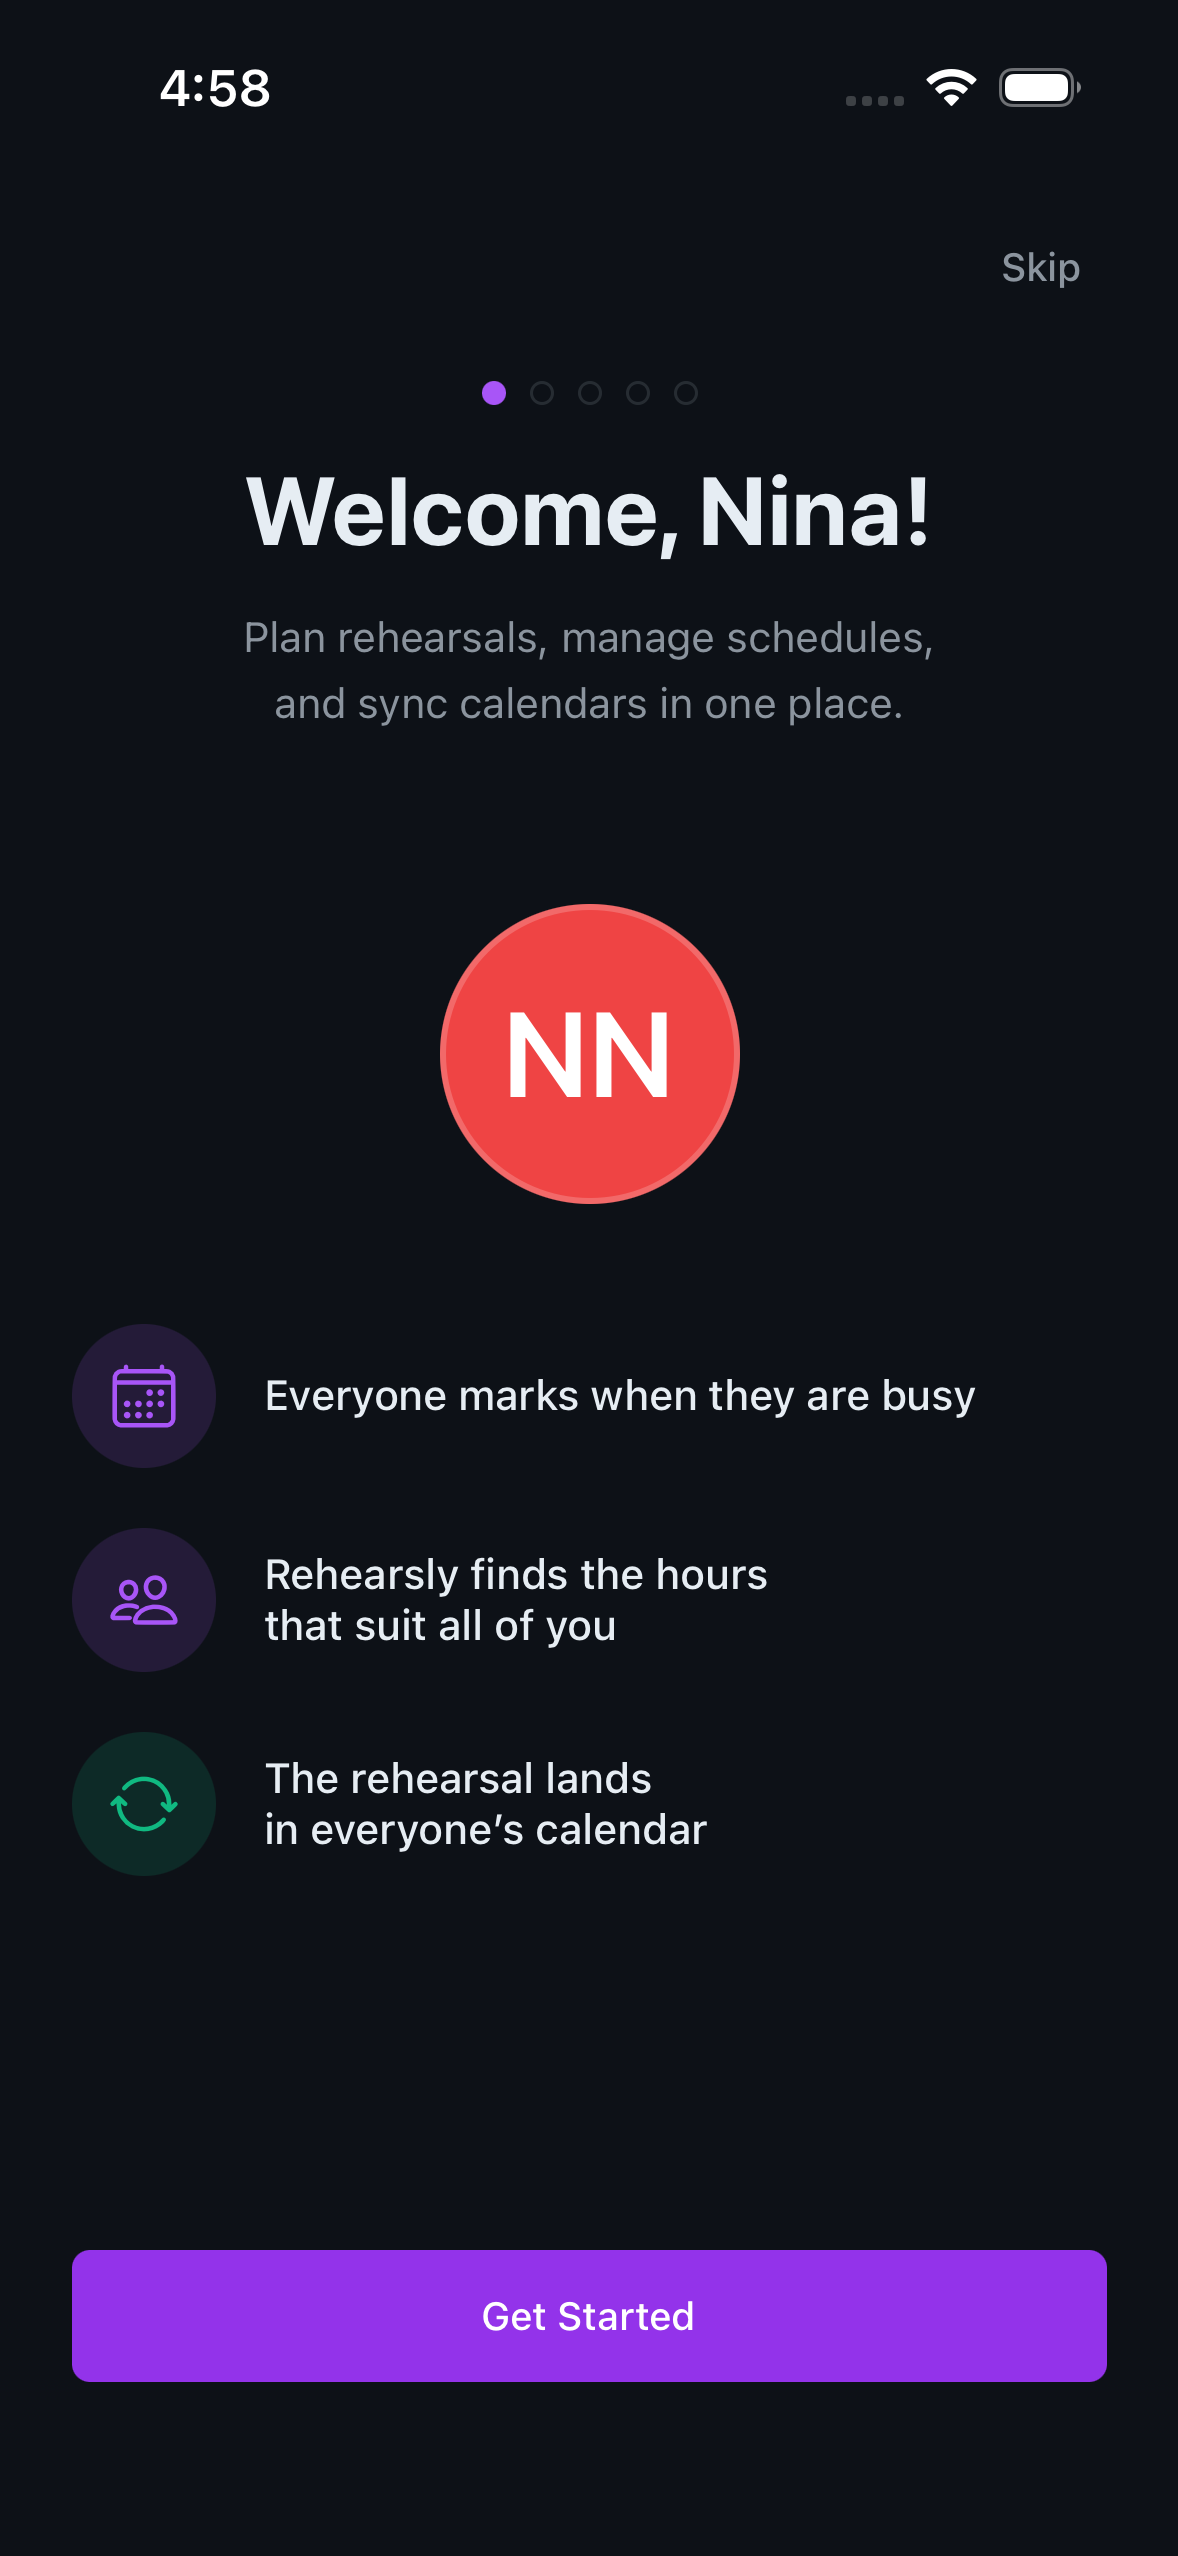 4:58
Skip
Welcome, Nina!
Plan rehearsals, manage schedules,
and sync calendars in one place.
NN
Everyone marks when they are busy
Rehearsly finds the hours
that suit all of you
The rehearsal lands
in everyone’s calendar
Get Started